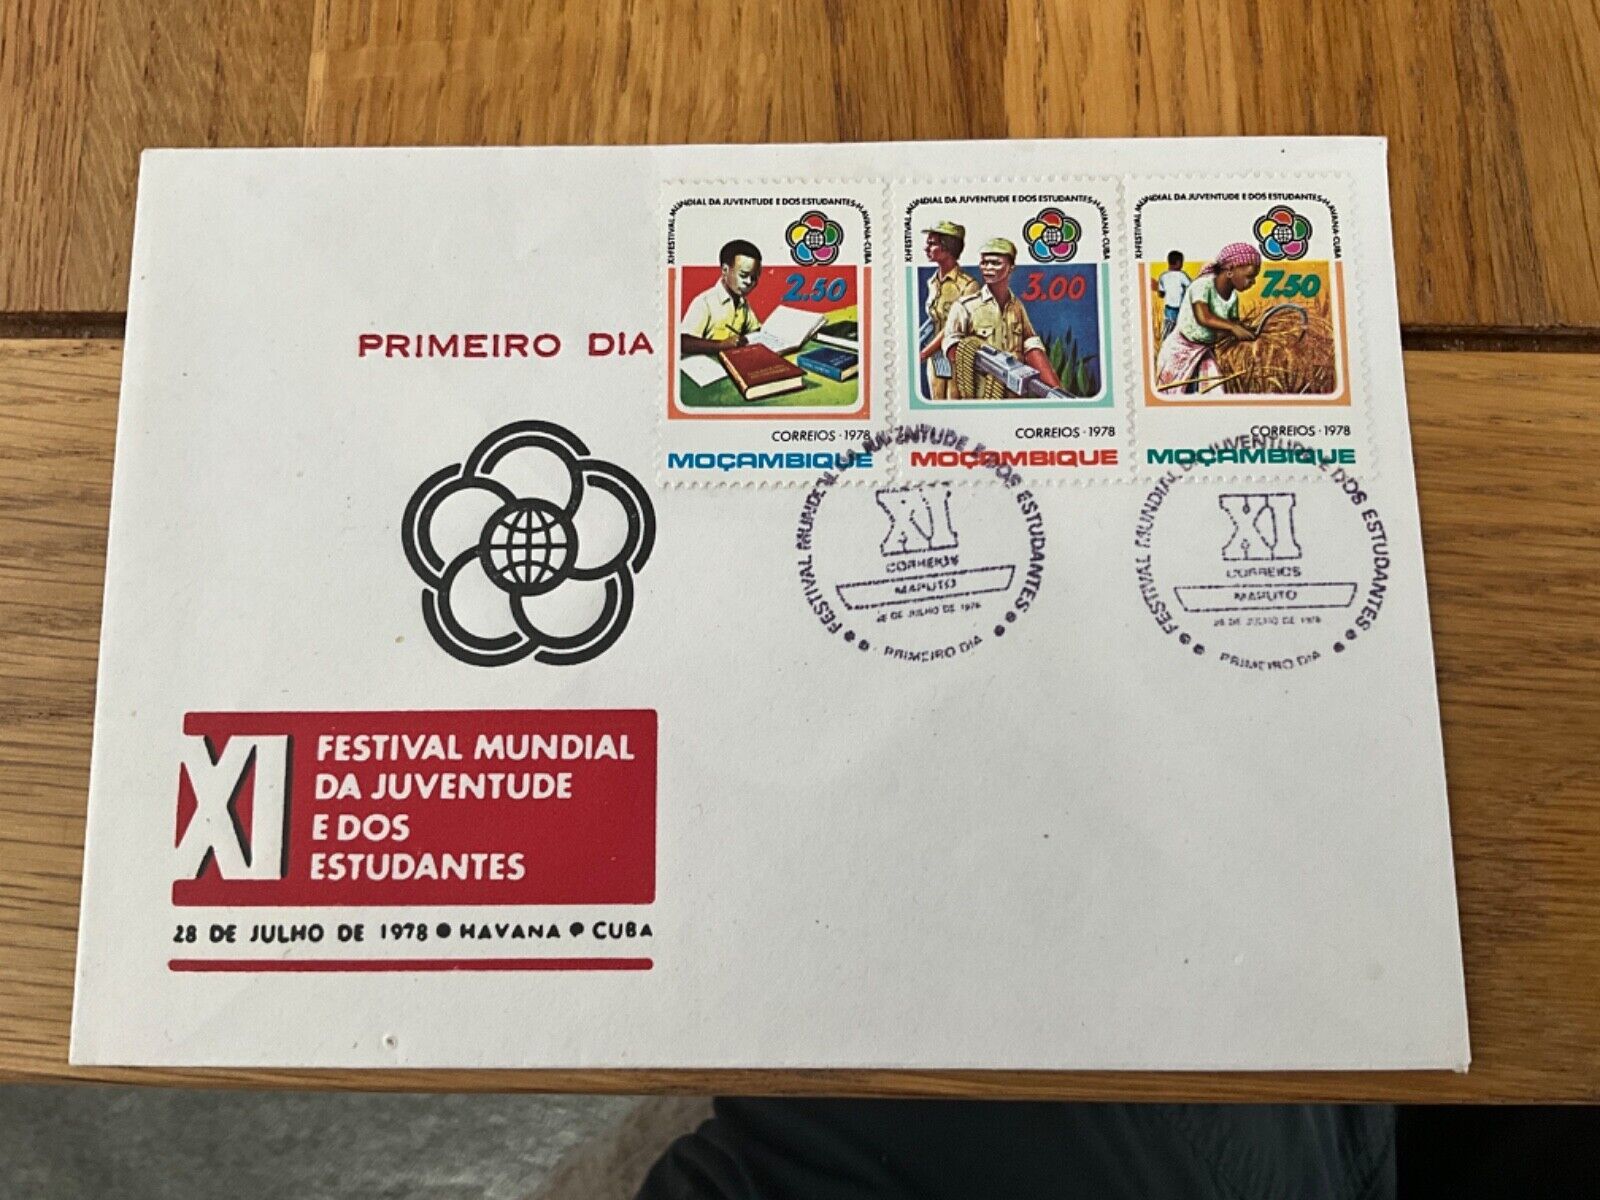 PRIMEIRO DIA
XI FESTIVAL MUNDIAL DA JUVENTUDE E DOS ESTUDANTES•HAVANA-CUBA
2.50
CORREIOS·1978
MOÇAMBIQUE
XI FESTIVAL MUNDIAL DA JUVENTUDE E DOS ESTUDANTES•HAVANA-CUBA
3.00
CORREIOS·1978
MOÇAMBIQUE
XI FESTIVAL MUNDIAL DA JUVENTUDE E DOS ESTUDANTES•HAVANA-CUBA
7.50
CORREIOS·1978
MOÇAMBIQUE
FESTIVAL MUNDIAL DA JUVENTUDE E DOS ESTUDANTES
XI
CORREIOS
MAPUTO
28 DE JULHO DE 1978
PRIMEIRO DIA
FESTIVAL MUNDIAL DA JUVENTUDE E DOS ESTUDANTES
XI
CORREIOS
MAPUTO
28 DE JULHO DE 1978
PRIMEIRO DIA
XI FESTIVAL MUNDIAL
DA JUVENTUDE
E DOS
ESTUDANTES
28 DE JULHO DE 1978 • HAVANA • CUBA